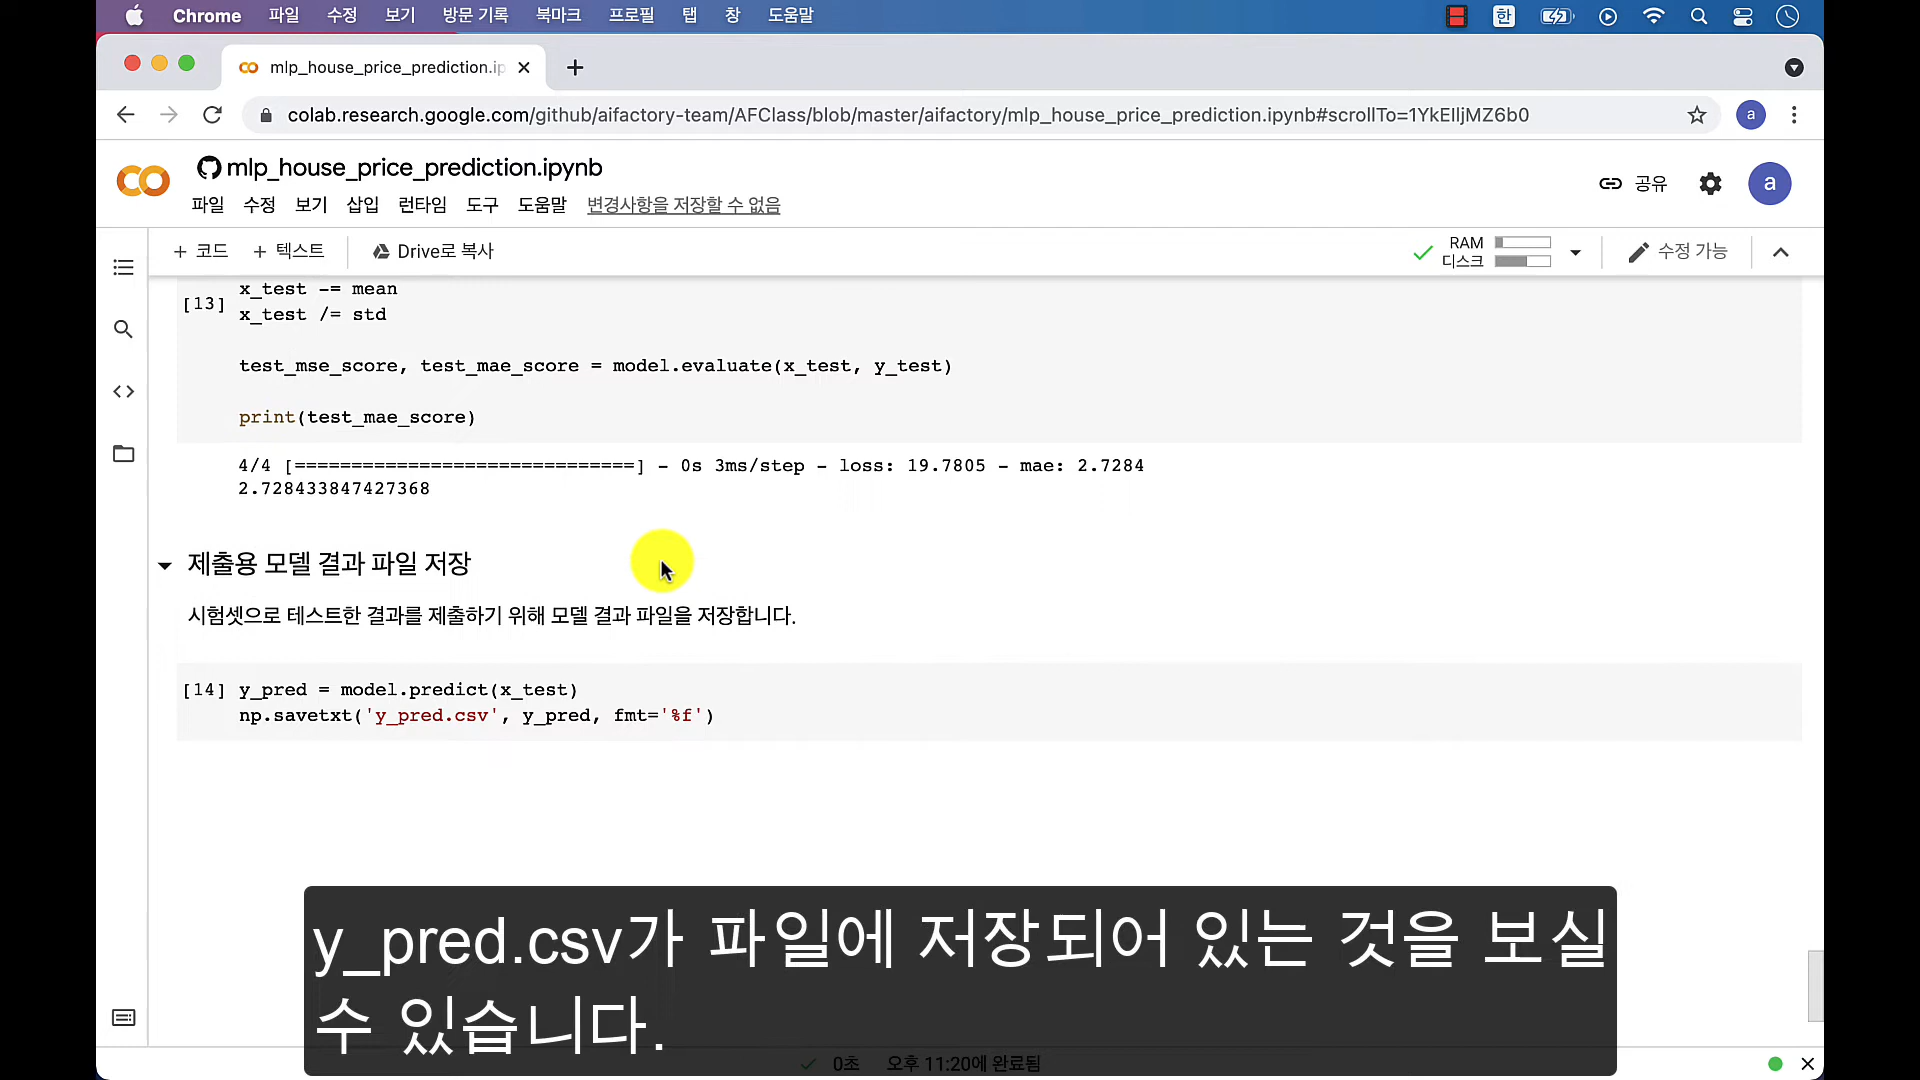 Chrome 파일 수정 보기 방문 기록 북마크 프로필 탭 창 도움말 한
mlp_house_price_prediction.ip
colab.research.google.com/github/aifactory-team/AFClass/blob/master/aifactory/mlp_house_price_prediction.ipynb#scrollTo=1YkEIljMZ6b0 a
mlp_house_price_prediction.ipynb
공유 a
파일 수정 보기 삽입 런타임 도구 도움말 변경사항을 저장할 수 없음
+ 코드 + 텍스트 Drive로 복사 RAM 디스크 수정 가능
x_test -= mean
[13]
x_test /= std
test_mse_score, test_mae_score = model.evaluate(x_test, y_test)
print(test_mae_score)
4/4 [==============================] - 0s 3ms/step - loss: 19.7805 - mae: 2.7284
2.728433847427368
제출용 모델 결과 파일 저장
시험셋으로 테스트한 결과를 제출하기 위해 모델 결과 파일을 저장합니다.
[14] y_pred = model.predict(x_test)
np.savetxt('y_pred.csv', y_pred, fmt='%f')
y_pred.csv가 파일에 저장되어 있는 것을 보실
수 있습니다.
0초 오후 11:20에 완료됨